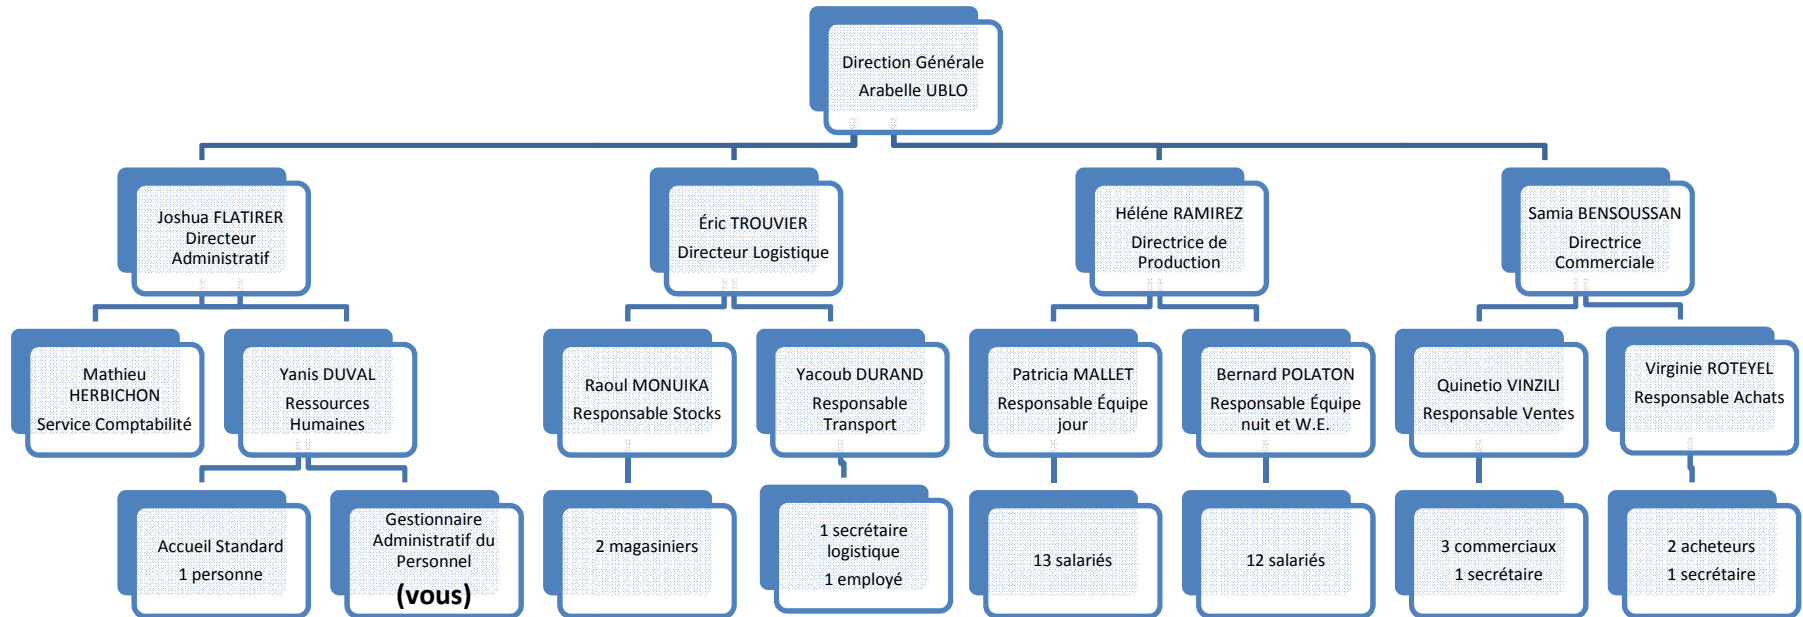 Direction Générale
Arabelle UBLO
Joshua FLATIRER
Directeur
Administratif
Éric TROUVIER
Directeur Logistique
Héléne RAMIREZ
Directrice de
Production
Samia BENSOUSSAN
Directrice
Commerciale
Mathieu
HERBICHON
Service Comptabilité
Yanis DUVAL
Ressources
Humaines
Raoul MONUIKA
Responsable Stocks
Yacoub DURAND
Responsable
Transport
Patricia MALLET
Responsable Équipe
jour
Bernard POLATON
Responsable Équipe
nuit et W.E.
Quinetio VINZILI
Responsable Ventes
Virginie ROTEYEL
Responsable Achats
Accueil Standard
1 personne
Gestionnaire
Administratif du
Personnel
(vous)
2 magasiniers
1 secrétaire
logistique
1 employé
13 salariés
12 salariés
3 commerciaux
1 secrétaire
2 acheteurs
1 secrétaire